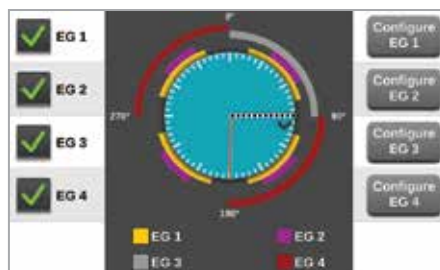 0°
EG 1
Configure
EG 1
EG 2
Configure
EG 2
270°
90°
EG 3
Configure
EG 3
EG 4
Configure
EG 4
180°
EG 1
EG 2
EG 3
EG 4